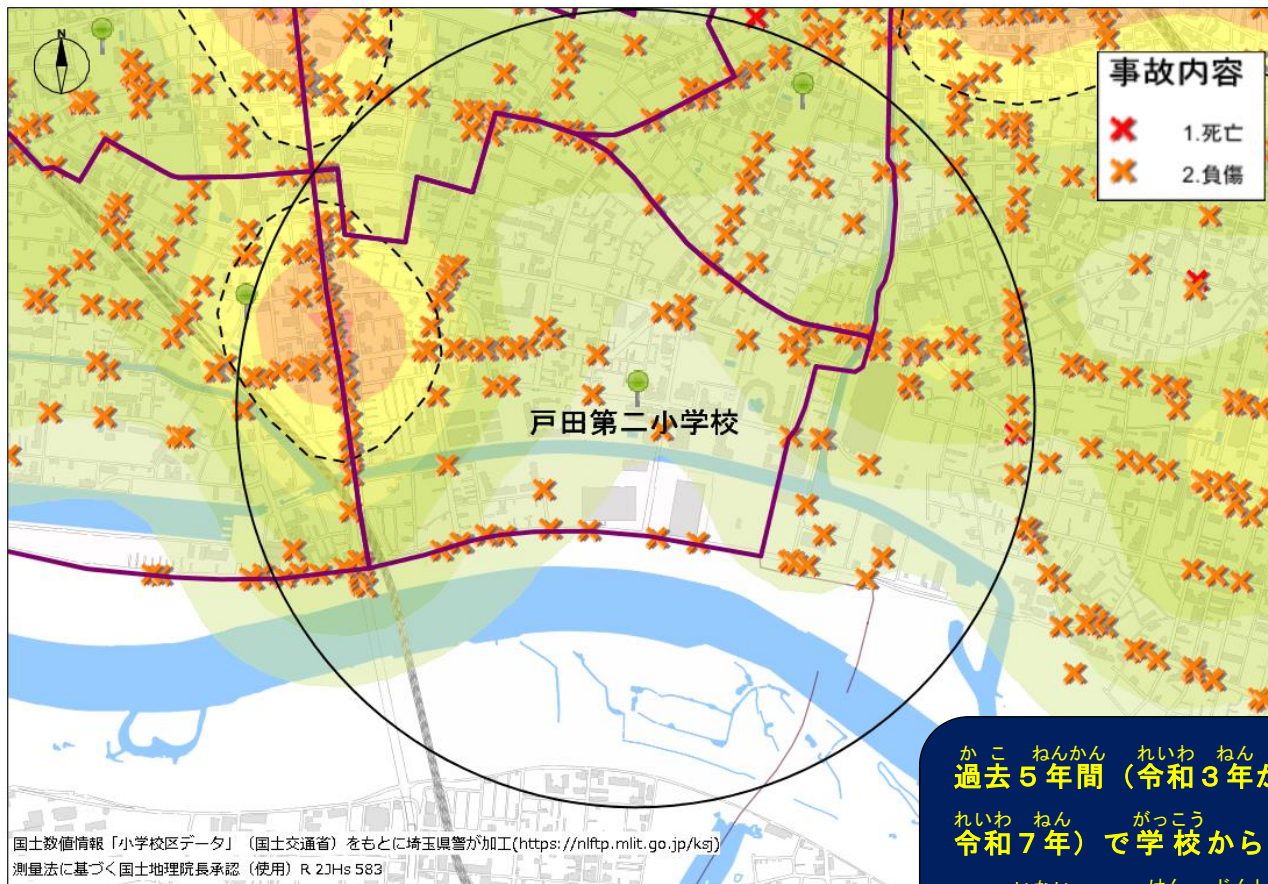 N
事故内容
1.死亡
2.負傷
戸田第二小学校
かこ ねんかん れいわ ねん
過去5年間（令和3年か
れいわ ねん がっこう
令和7年）で学校から
国土数値情報「小学校区データ」（国土交通省）をもとに埼玉県警が加工(https://nlftp.mlit.go.jp/ksj)
測量法に基づく国土地理院長承認（使用）R 2JHs 583